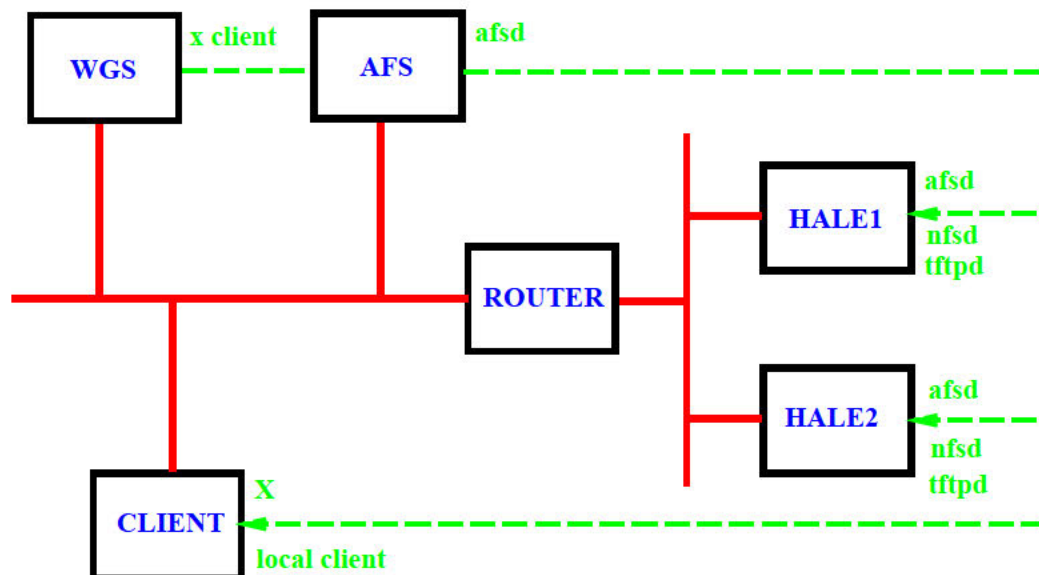 x client
afsd
WGS
AFS
afsd
HALE1
nfsd
tftpd
ROUTER
afsd
HALE2
nfsd
tftpd
X
CLIENT
local client